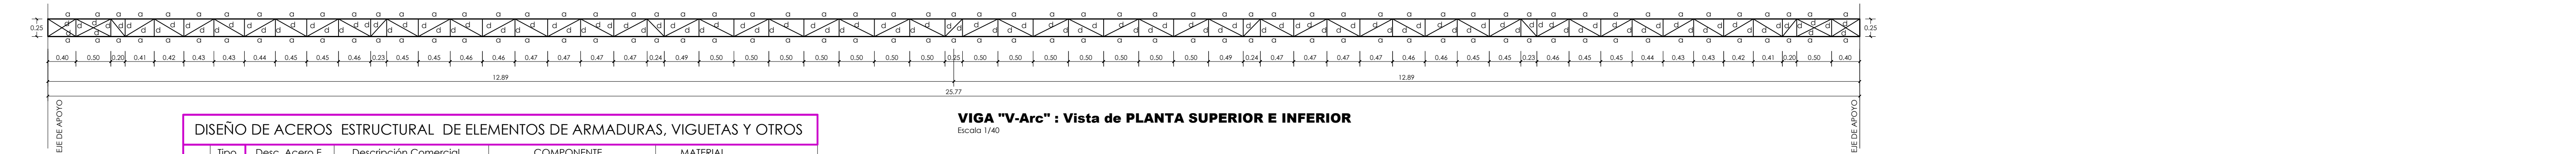 a a a a a a a a a a a a a a a a a a a a a a a a a a a a a a a a a a a a a a a a a a a a a a a a a a a a a a a a a a a
0.25
d d d d d d d d d d d d d d d d d d d d d d d d d d d d d d d d d d d d d d d d d d d d d d d d d d d d d d d d d d d d d d d
0.25
a a a a a a a a a a a a a a a a a a a a a a a a a a a a a a a a a a a a a a a a a a a a a a a a a a a a a a a a a a a
0.40 0.50 0.20 0.41 0.42 0.43 0.43 0.44 0.45 0.45 0.46 0.23 0.45 0.45 0.46 0.46 0.47 0.47 0.47 0.47 0.24 0.49 0.50 0.50 0.50 0.50 0.50 0.50 0.50 0.25 0.50 0.50 0.50 0.50 0.50 0.50 0.50 0.49 0.24 0.47 0.47 0.47 0.47 0.46 0.46 0.45 0.45 0.23 0.46 0.45 0.45 0.44 0.43 0.43 0.42 0.41 0.20 0.50 0.40
12.89 12.89
25.77
EJE DE APOYO
EJE DE APOYO
VIGA "V-Arc" : Vista de PLANTA SUPERIOR E INFERIOR
Escala 1/40
DISEÑO DE ACEROS ESTRUCTURAL DE ELEMENTOS DE ARMADURAS, VIGUETAS Y OTROS
Tipo Desc. Acero E. Descripción Comercial COMPONENTE MATERIAL